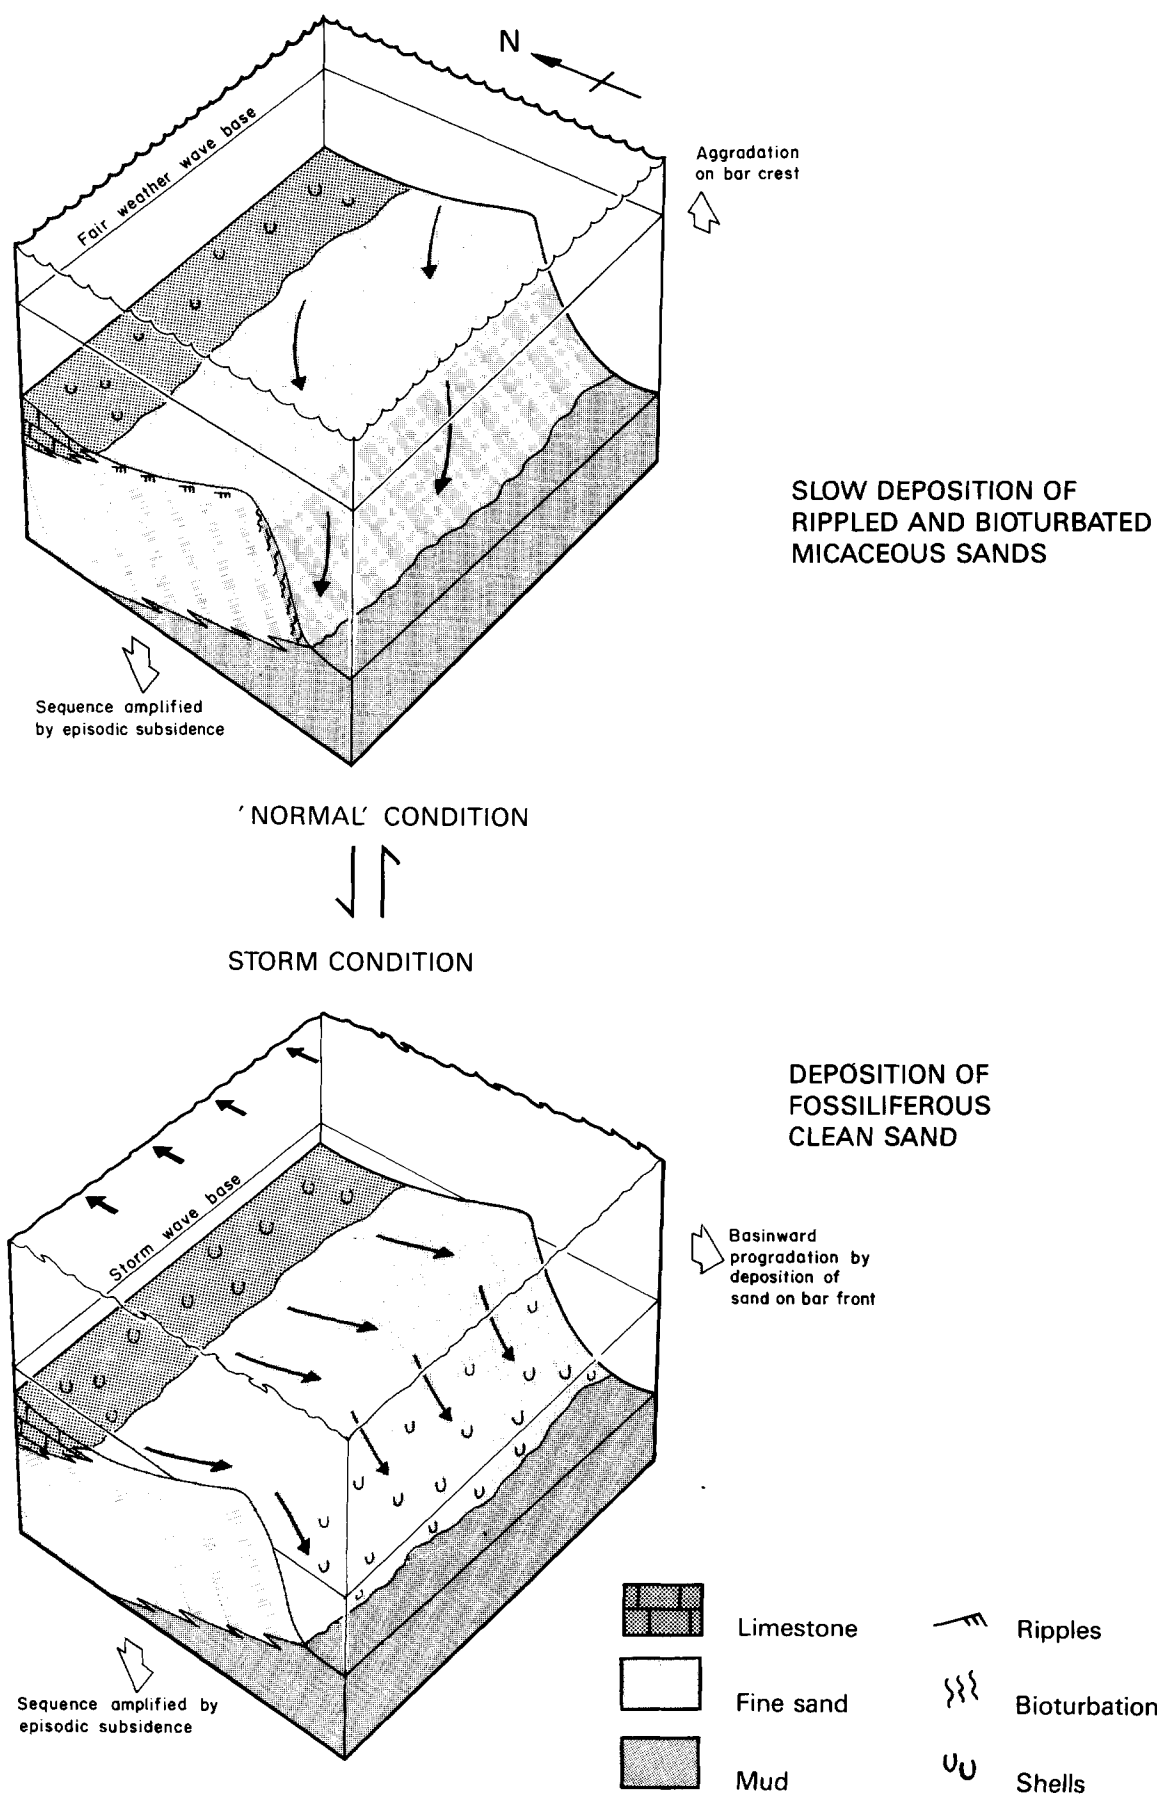 N
Fair weather wave base
Aggradation
on bar crest
SLOW DEPOSITION OF
RIPPLED AND BIOTURBATED
MICACEOUS SANDS
Sequence amplified
by episodic subsidence
'NORMAL' CONDITION
STORM CONDITION
DEPOSITION OF
FOSSILIFEROUS
CLEAN SAND
Storm wave base
Basinward
progradation by
deposition of
sand on bar front
Sequence amplified by
episodic subsidence
Limestone
Ripples
Fine sand
Bioturbation
Mud
Shells